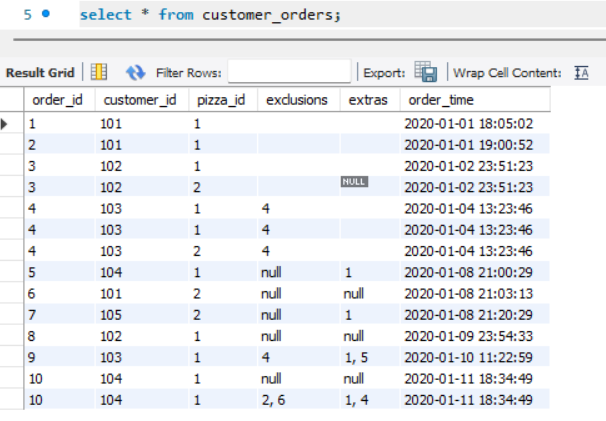 5 select * from customer_orders;
Result Grid Filter Rows: Export: Wrap Cell Content: IA
order_id customer_id pizza_id exclusions extras order_time
1 101 1 2020-01-01 18:05:02
2 101 1 2020-01-01 19:00:52
3 102 1 2020-01-02 23:51:23
3 102 2 NULL 2020-01-02 23:51:23
4 103 1 4 2020-01-04 13:23:46
4 103 1 4 2020-01-04 13:23:46
4 103 2 4 2020-01-04 13:23:46
5 104 1 null 1 2020-01-08 21:00:29
6 101 2 null null 2020-01-08 21:03:13
7 105 2 null 1 2020-01-08 21:20:29
8 102 1 null null 2020-01-09 23:54:33
9 103 1 4 1, 5 2020-01-10 11:22:59
10 104 1 null null 2020-01-11 18:34:49
10 104 1 2, 6 1, 4 2020-01-11 18:34:49